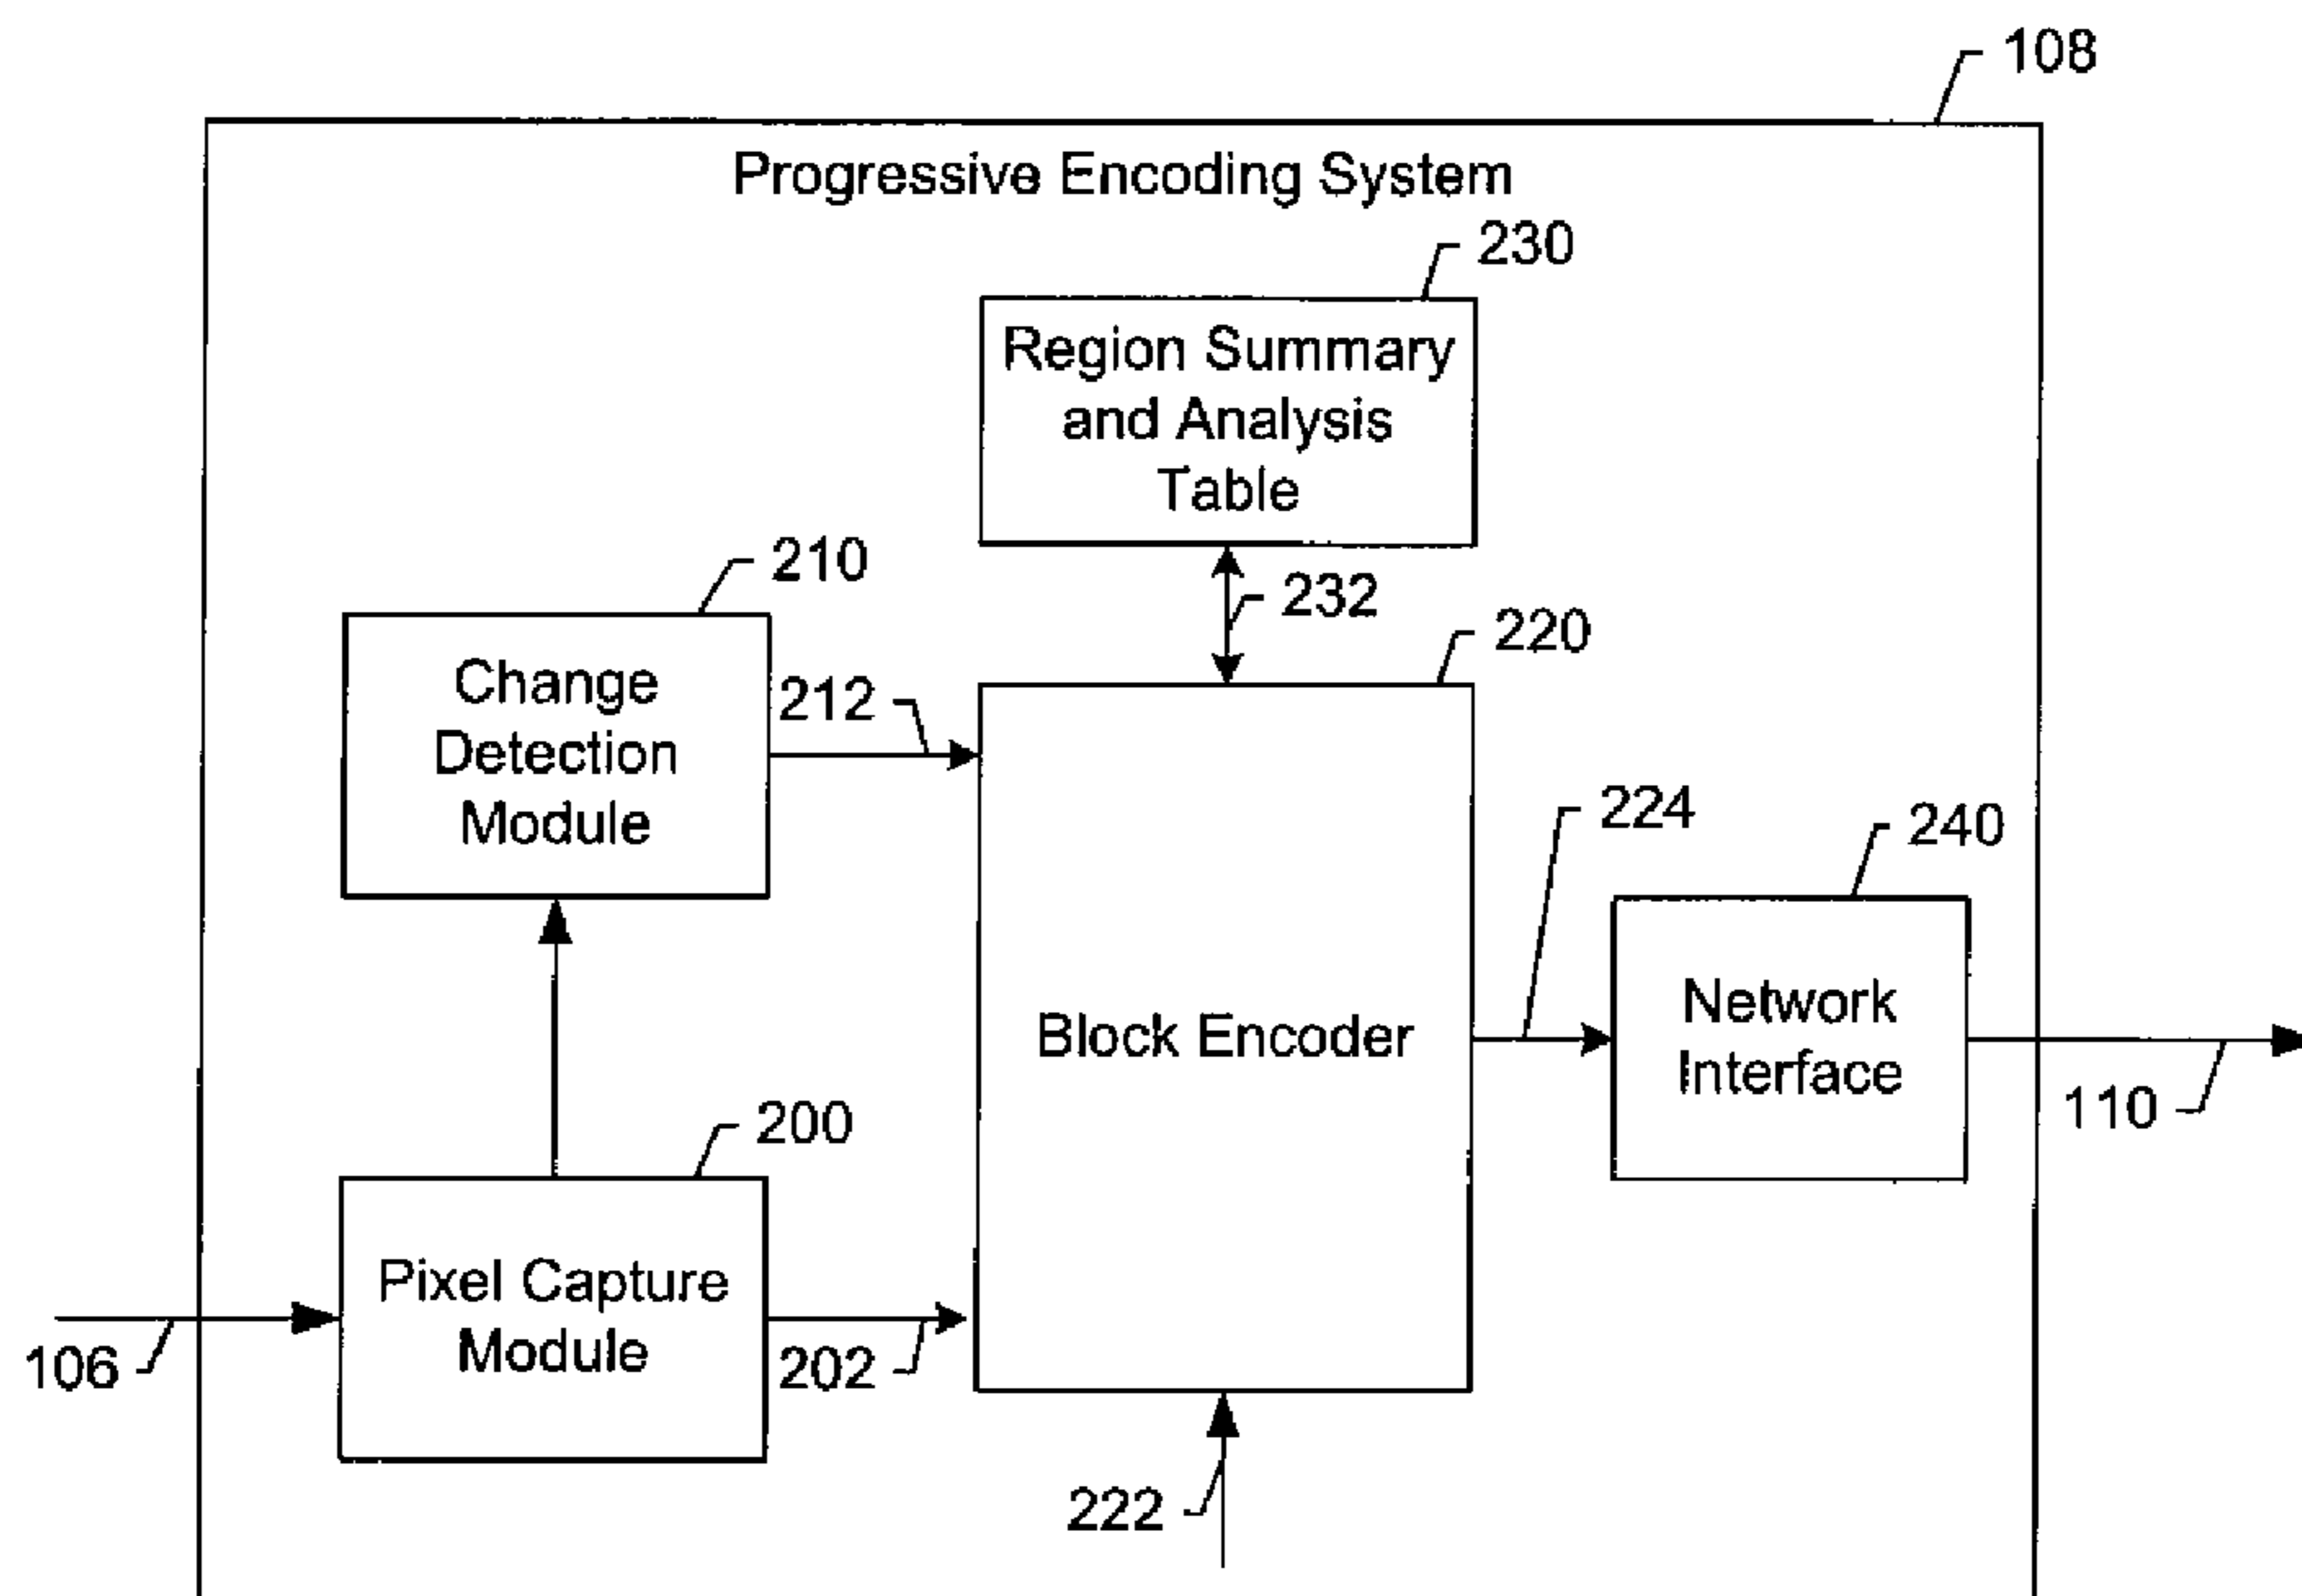 108
Progressive Encoding System
230
Region Summary
and Analysis
Table
210
232
220
Change
Detection
Module
212
224
240
Block Encoder
Network
Interface
110
200
Pixel Capture
Module
106
202
222